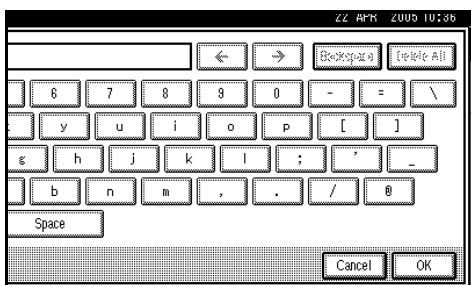 22 APR 2005 10:36
← → Backspace Delete All
6 7 8 9 0 - = \
y u i o p [ ]
g h j k l ; ' _
b n m , . / @
Space
Cancel OK